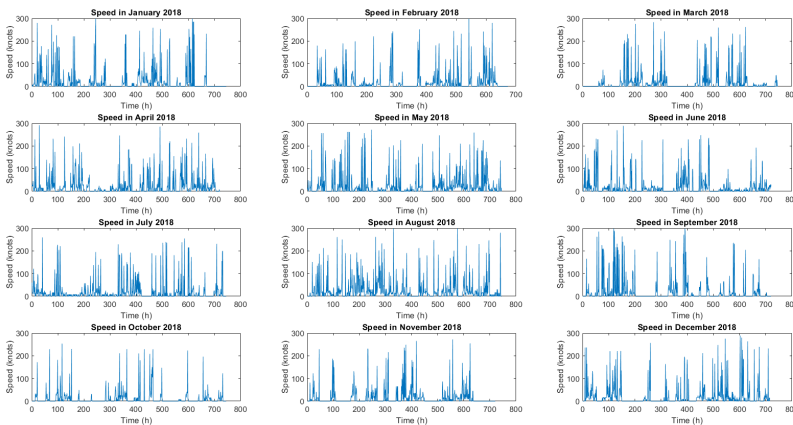 Speed in January 2018
Speed in February 2018
Speed in March 2018
Speed (knots)
300
200
100
0
0 100 200 300 400 500 600 700 800
Time (h)
Speed (knots)
300
200
100
0
0 100 200 300 400 500 600 700
Time (h)
Speed (knots)
300
200
100
0
0 100 200 300 400 500 600 700 800
Time (h)
Speed in April 2018
Speed in May 2018
Speed in June 2018
Speed (knots)
300
200
100
0
0 100 200 300 400 500 600 700 800
Time (h)
Speed (knots)
300
200
100
0
0 100 200 300 400 500 600 700 800
Time (h)
Speed (knots)
300
200
100
0
0 100 200 300 400 500 600 700 800
Time (h)
Speed in July 2018
Speed in August 2018
Speed in September 2018
Speed (knots)
300
200
100
0
0 100 200 300 400 500 600 700 800
Time (h)
Speed (knots)
300
200
100
0
0 100 200 300 400 500 600 700 800
Time (h)
Speed (knots)
300
200
100
0
0 100 200 300 400 500 600 700 800
Time (h)
Speed in October 2018
Speed in November 2018
Speed in December 2018
Speed (knots)
300
200
100
0
0 100 200 300 400 500 600 700 800
Time (h)
Speed (knots)
300
200
100
0
0 100 200 300 400 500 600 700 800
Time (h)
Speed (knots)
300
200
100
0
0 100 200 300 400 500 600 700 800
Time (h)